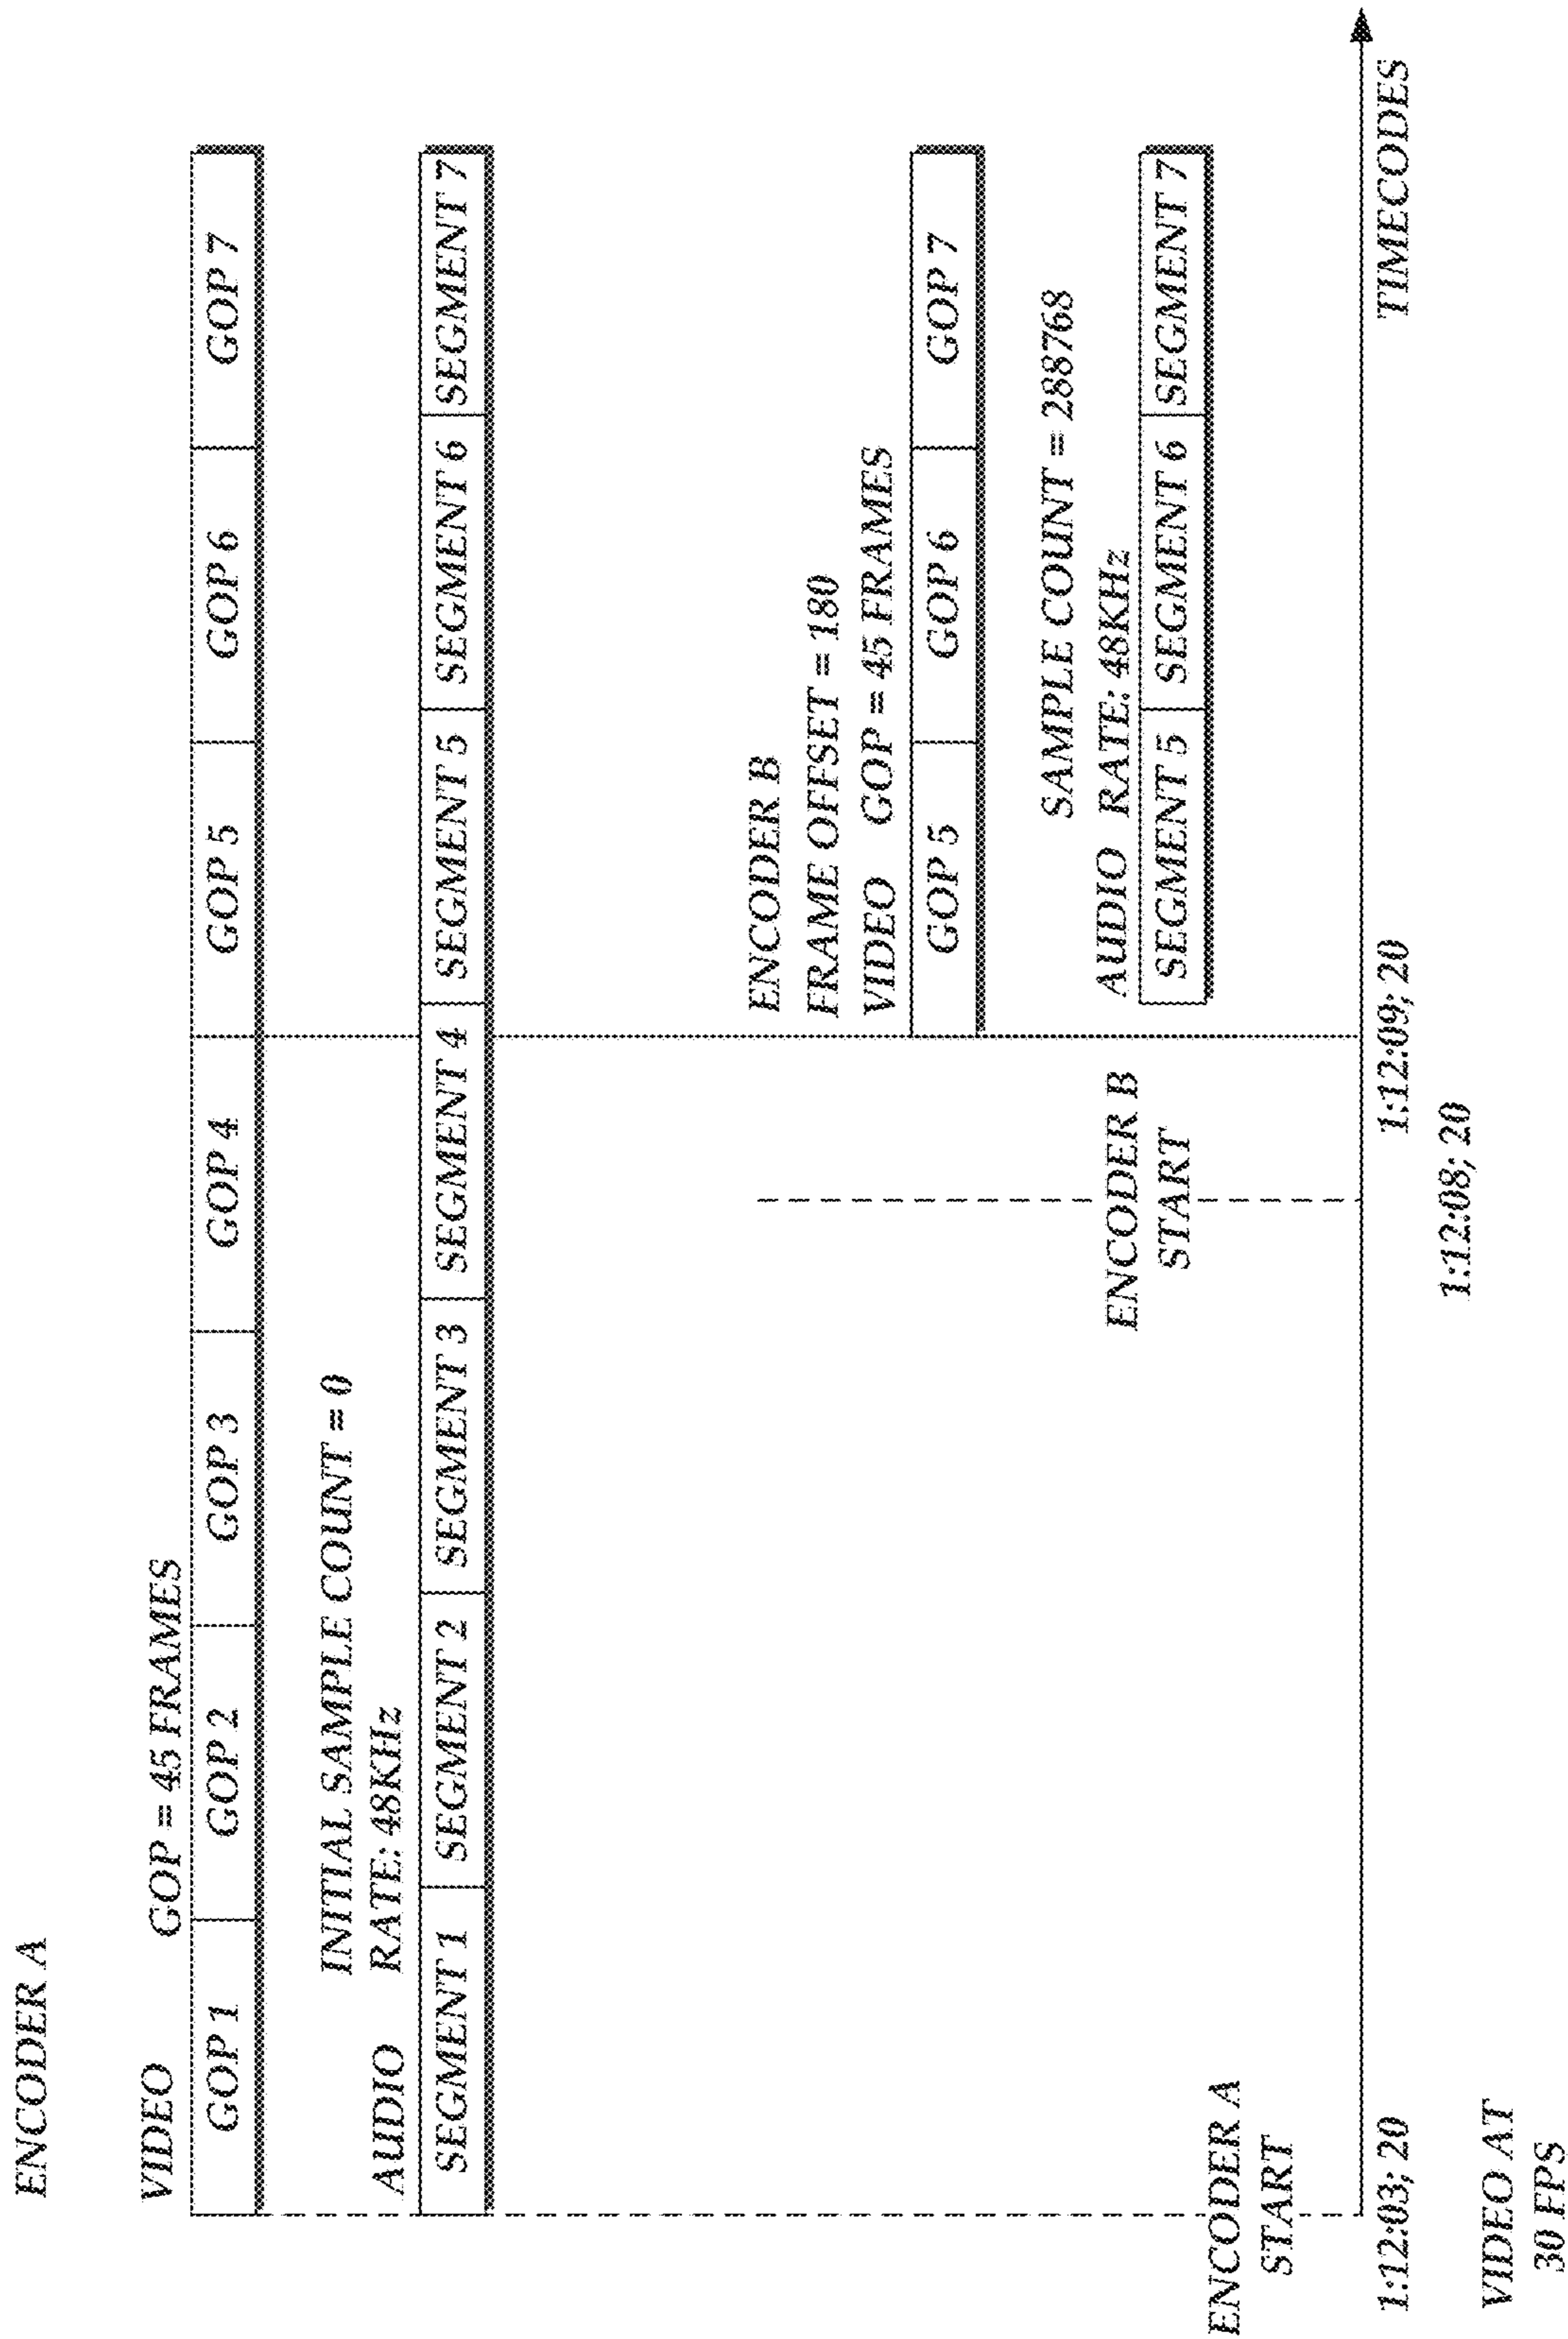 ENCODER A
VIDEO GOP = 45 FRAMES
GOP 1 GOP 2 GOP 3 GOP 4 GOP 5 GOP 6 GOP 7
INITIAL SAMPLE COUNT = 0
AUDIO RATE: 48KHz
SEGMENT 1 SEGMENT 2 SEGMENT 3 SEGMENT 4 SEGMENT 5 SEGMENT 6 SEGMENT 7
ENCODER B
FRAME OFFSET = 180
VIDEO GOP = 45 FRAMES
GOP 5 GOP 6 GOP 7
SAMPLE COUNT = 288768
AUDIO RATE: 48KHz
SEGMENT 5 SEGMENT 6 SEGMENT 7
ENCODER B
START
ENCODER A
START
1:12:03; 20 1:12:09; 20 TIMECODES
1:12:08; 20
VIDEO AT
30 FPS